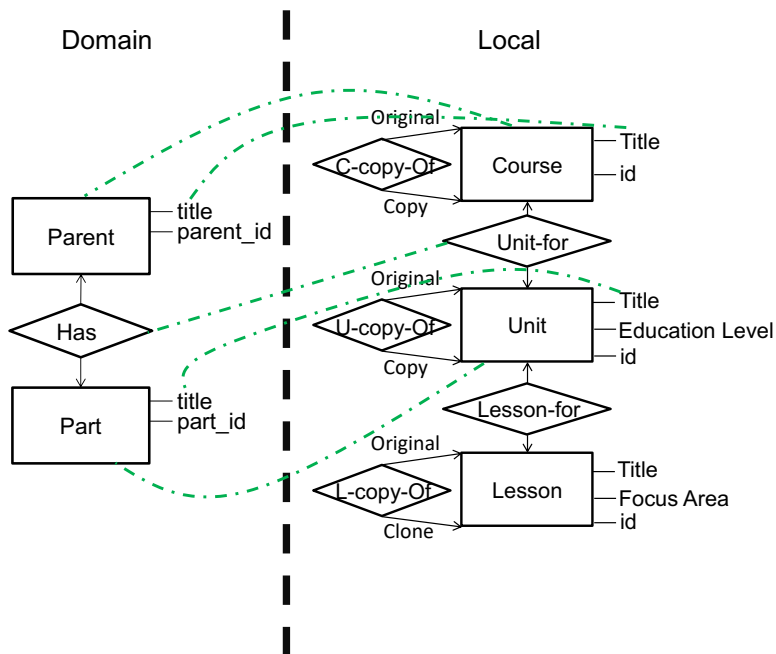 Domain
Local
Parent
title
parent_id
Has
Part
title
part_id
Original
C-copy-Of
Copy
Course
Title
id
Unit-for
Original
U-copy-Of
Copy
Unit
Title
Education Level
id
Lesson-for
Original
L-copy-Of
Clone
Lesson
Title
Focus Area
id